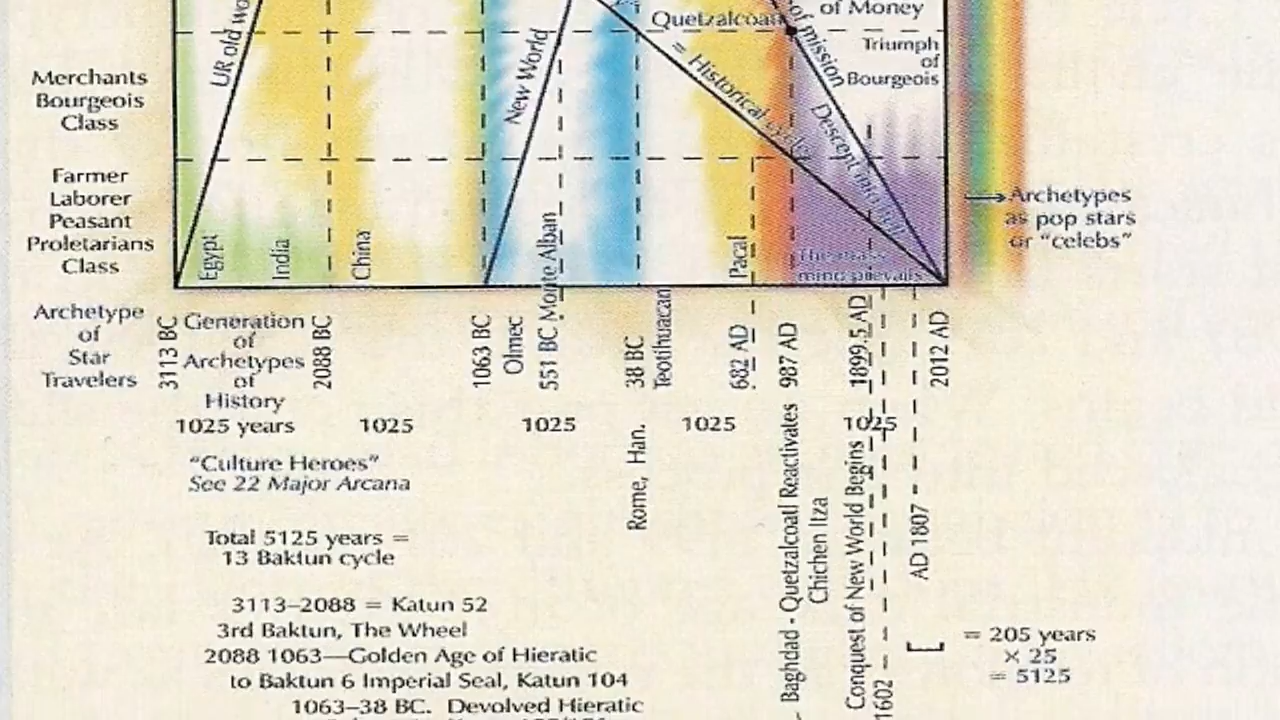 of Money
Quetzalcoatl
UR old
New World
of mission
Triumph
of
Bourgeois
= Historical cycle
Descent into
Merchants
Bourgeois
Class
Farmer
Laborer
Peasant
Proletarians
Class
Egypt
India
China
Monte Alban
Pacal
The mass
mind prevails
Archetypes
as pop stars
or “celebs”
Archetype
of
Star
Travelers
3113 BC
Generation
of
Archetypes
of
History
2088 BC
1063 BC
Olmec
551 BC
38 BC
Teotihuacan
682 AD
987 AD
1899.5 AD
2012 AD
1025 years
1025
1025
1025
1025
“Culture Heroes”
See 22 Major Arcana
Rome, Han.
Baghdad - Quetzalcoatl Reactivates
Chichen Itza
Conquest of New World Begins
1602
AD 1807
Total 5125 years =
13 Baktun cycle
3113–2088 = Katun 52
3rd Baktun, The Wheel
2088 1063—Golden Age of Hieratic
to Baktun 6 Imperial Seal, Katun 104
1063–38 BC. Devolved Hieratic
= 205 years
× 25
= 5125